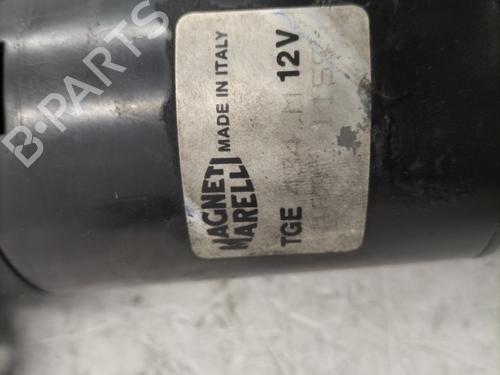 MAGNETI
MARELLI
MADE IN ITALY
TGE 12V
B-PARTS